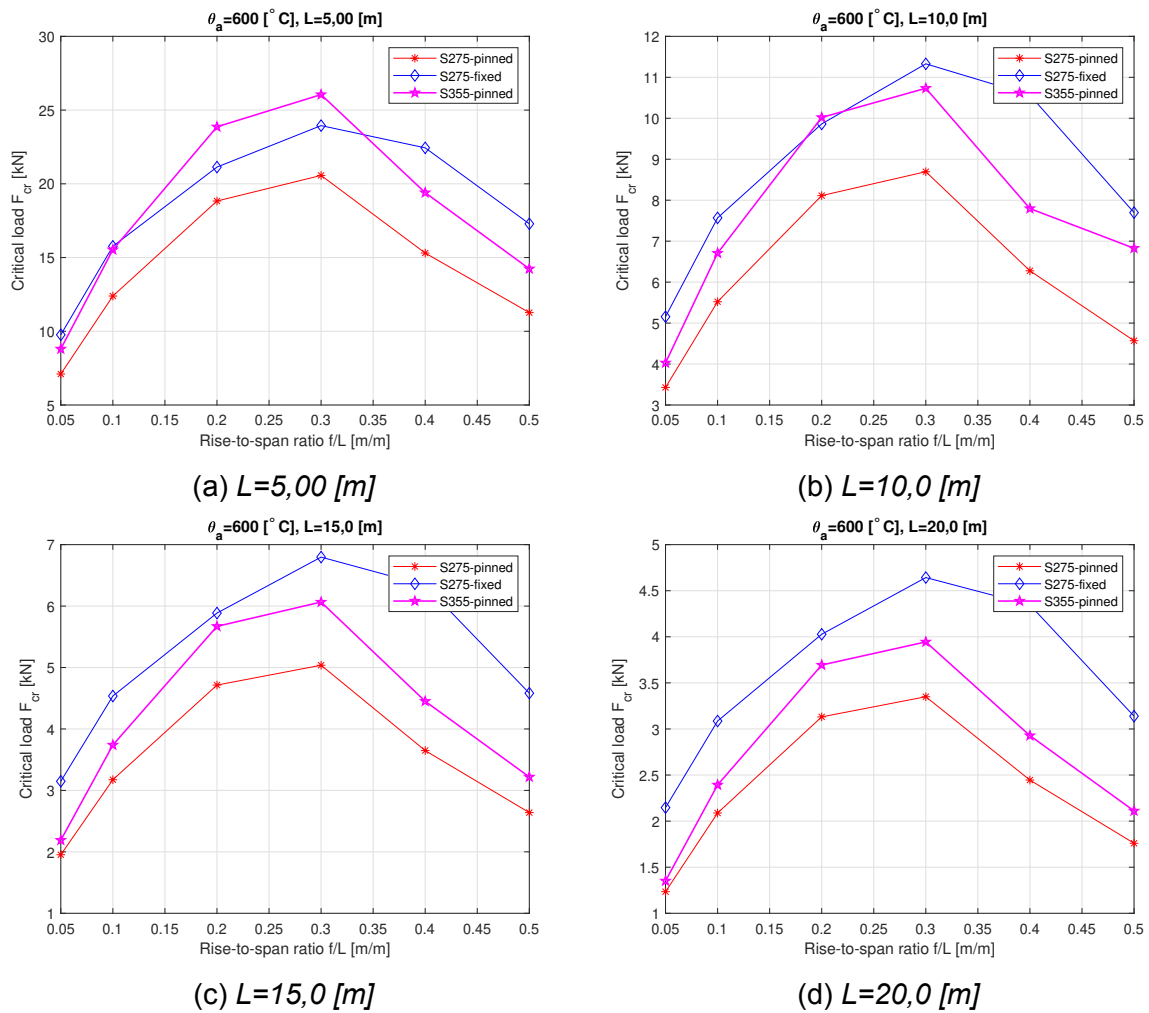 θ_a=600 [°C], L=5,00 [m]
30
25
20
15
10
5
Critical load F_cr [kN]
S275-pinned
S275-fixed
S355-pinned
0.05 0.1 0.15 0.2 0.25 0.3 0.35 0.4 0.45 0.5
Rise-to-span ratio f/L [m/m]
(a) L=5,00 [m]
θ_a=600 [°C], L=10,0 [m]
12
11
10
9
8
7
6
5
4
3
Critical load F_cr [kN]
S275-pinned
S275-fixed
S355-pinned
0.05 0.1 0.15 0.2 0.25 0.3 0.35 0.4 0.45 0.5
Rise-to-span ratio f/L [m/m]
(b) L=10,0 [m]
θ_a=600 [°C], L=15,0 [m]
7
6
5
4
3
2
1
Critical load F_cr [kN]
S275-pinned
S275-fixed
S355-pinned
0.05 0.1 0.15 0.2 0.25 0.3 0.35 0.4 0.45 0.5
Rise-to-span ratio f/L [m/m]
(c) L=15,0 [m]
θ_a=600 [°C], L=20,0 [m]
5
4.5
4
3.5
3
2.5
2
1.5
1
Critical load F_cr [kN]
S275-pinned
S275-fixed
S355-pinned
0.05 0.1 0.15 0.2 0.25 0.3 0.35 0.4 0.45 0.5
Rise-to-span ratio f/L [m/m]
(d) L=20,0 [m]